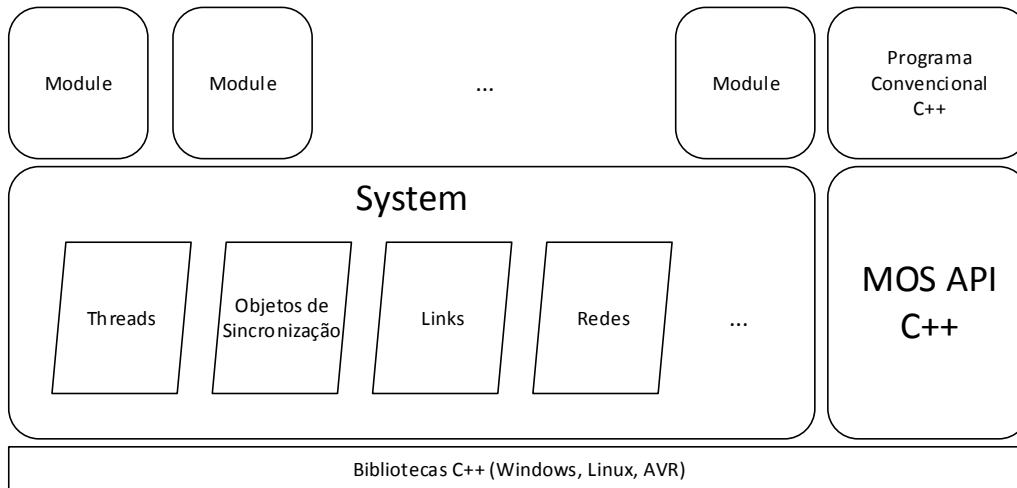 Module
Module
...
Module
Programa
Convencional
C++
System
Threads
Objetos de
Sincronização
Links
Redes
...
MOS API
C++
Bibliotecas C++ (Windows, Linux, AVR)